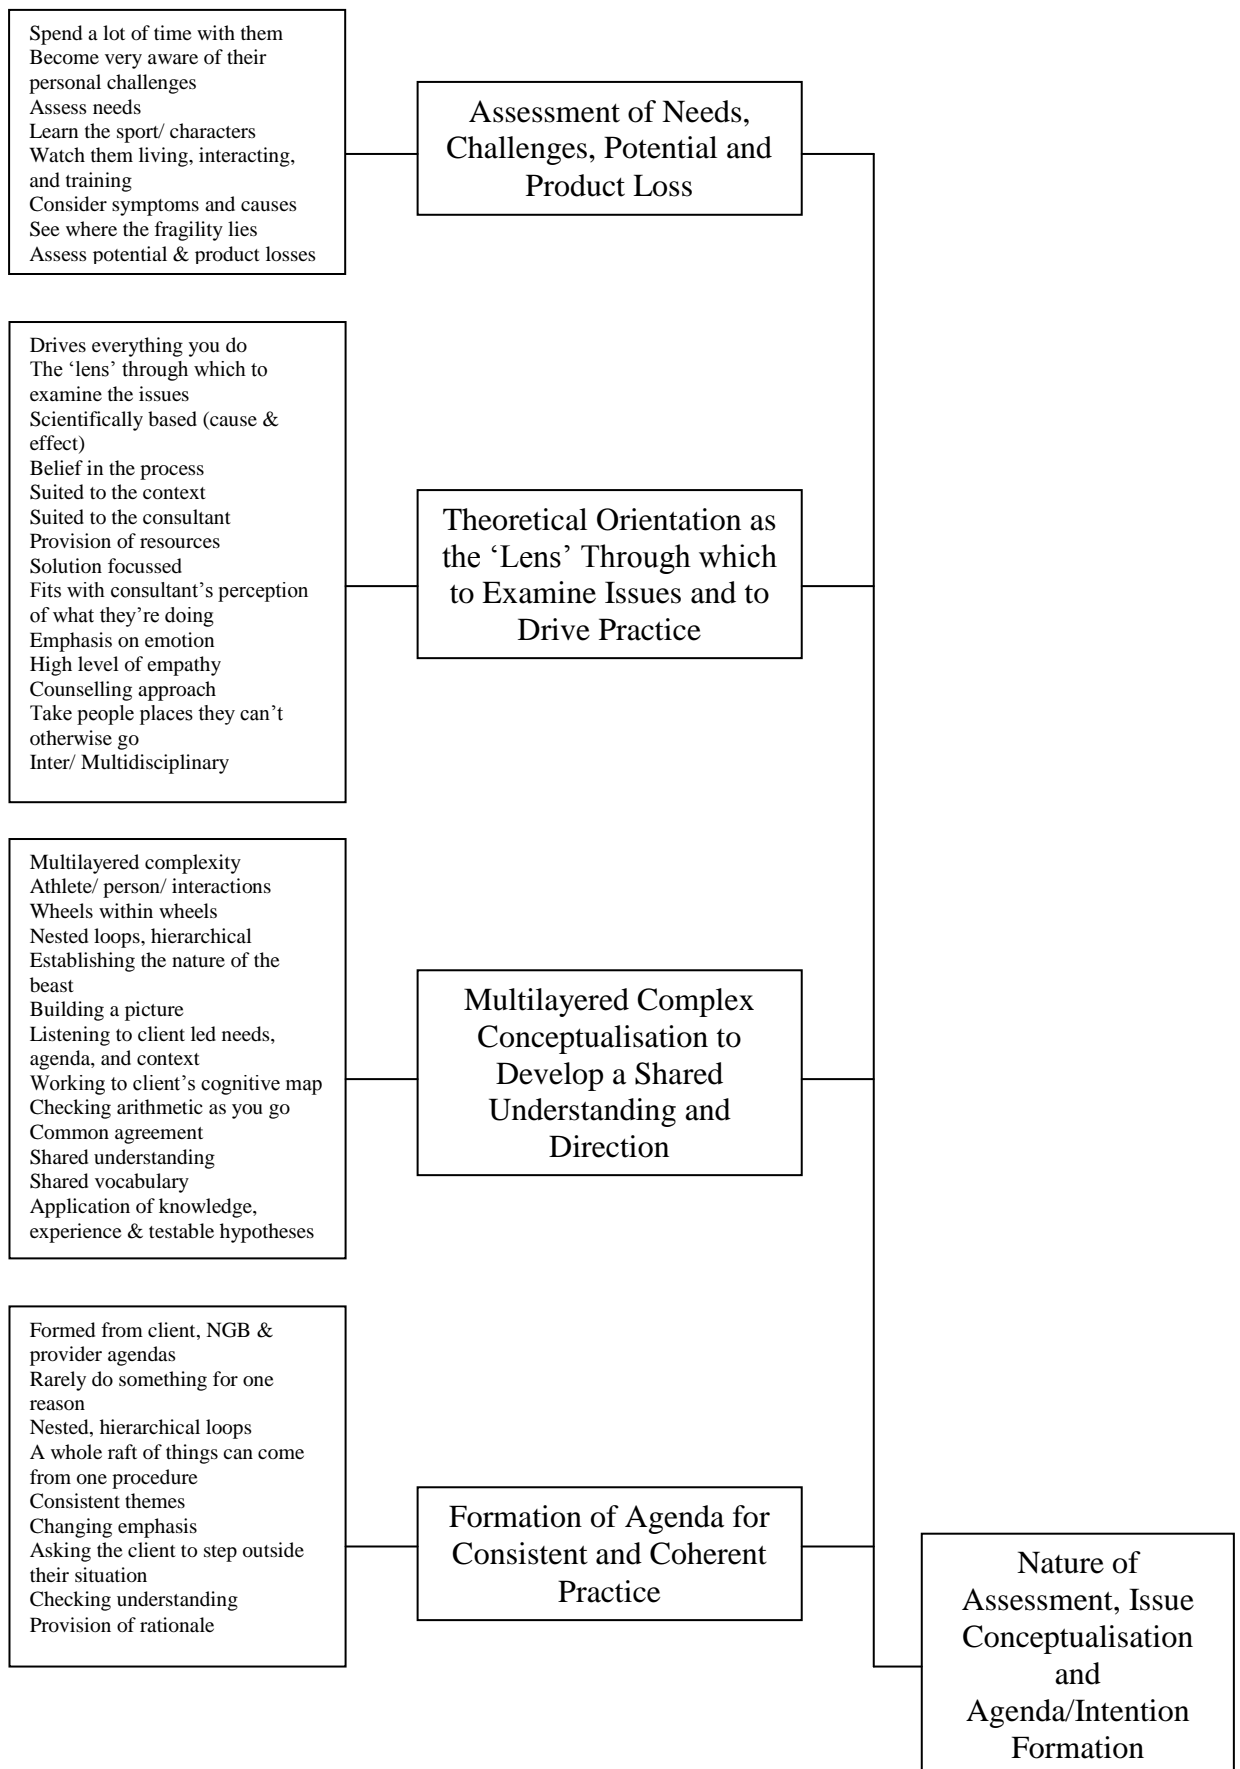 Spend a lot of time with them
Become very aware of their
personal challenges
Assess needs
Learn the sport/ characters
Watch them living, interacting,
and training
Consider symptoms and causes
See where the fragility lies
Assess potential & product losses
Assessment of Needs,
Challenges, Potential and
Product Loss
Drives everything you do
The ‘lens’ through which to
examine the issues
Scientifically based (cause &
effect)
Belief in the process
Suited to the context
Suited to the consultant
Provision of resources
Solution focussed
Fits with consultant’s perception
of what they’re doing
Emphasis on emotion
High level of empathy
Counselling approach
Take people places they can’t
otherwise go
Inter/ Multidisciplinary
Theoretical Orientation as
the ‘Lens’ Through which
to Examine Issues and to
Drive Practice
Multilayered complexity
Athlete/ person/ interactions
Wheels within wheels
Nested loops, hierarchical
Establishing the nature of the
beast
Building a picture
Listening to client led needs,
agenda, and context
Working to client’s cognitive map
Checking arithmetic as you go
Common agreement
Shared understanding
Shared vocabulary
Application of knowledge,
experience & testable hypotheses
Multilayered Complex
Conceptualisation to
Develop a Shared
Understanding and
Direction
Formed from client, NGB &
provider agendas
Rarely do something for one
reason
Nested, hierarchical loops
A whole raft of things can come
from one procedure
Consistent themes
Changing emphasis
Asking the client to step outside
their situation
Checking understanding
Provision of rationale
Formation of Agenda for
Consistent and Coherent
Practice
Nature of
Assessment, Issue
Conceptualisation
and
Agenda/Intention
Formation